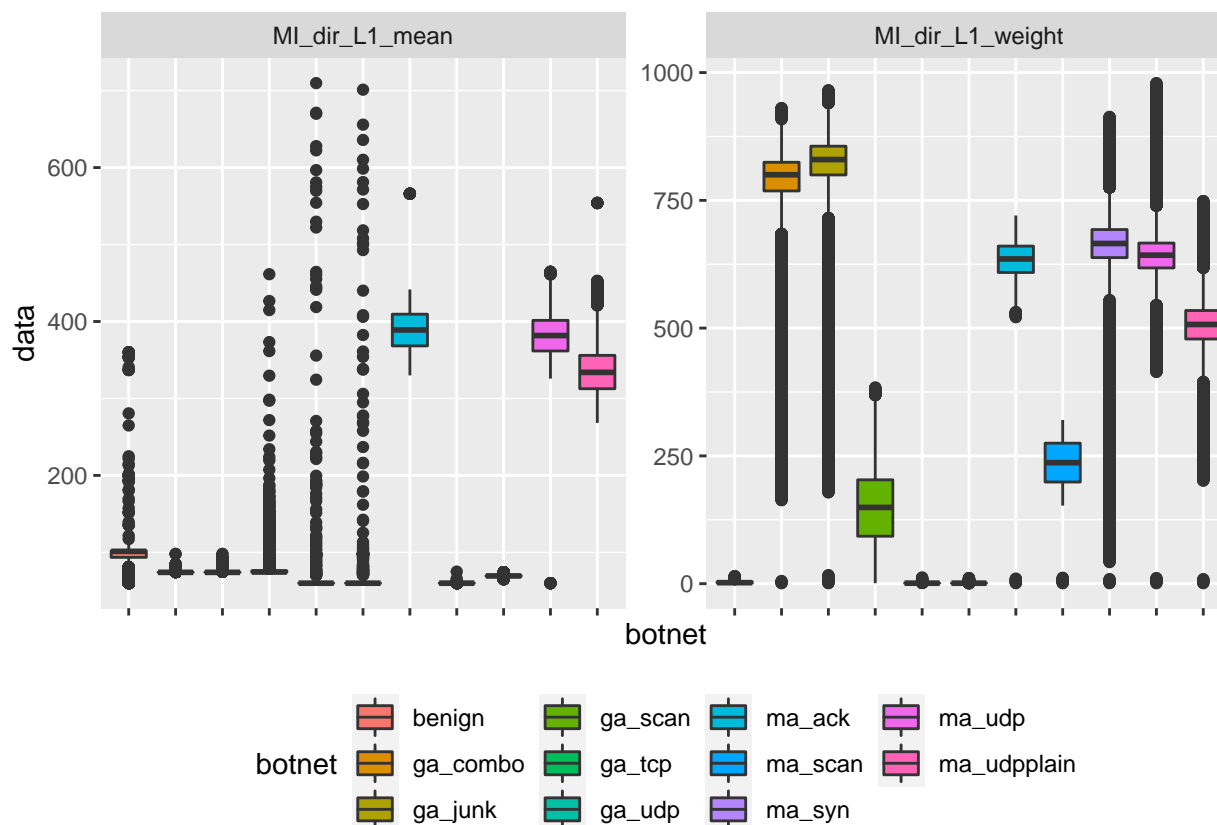 MI_dir_L1_mean
MI_dir_L1_weight
data
600
400
200
1000
750
500
250
0
botnet
botnet
benign
ga_combo
ga_junk
ga_scan
ga_tcp
ga_udp
ma_ack
ma_scan
ma_syn
ma_udp
ma_udpplain